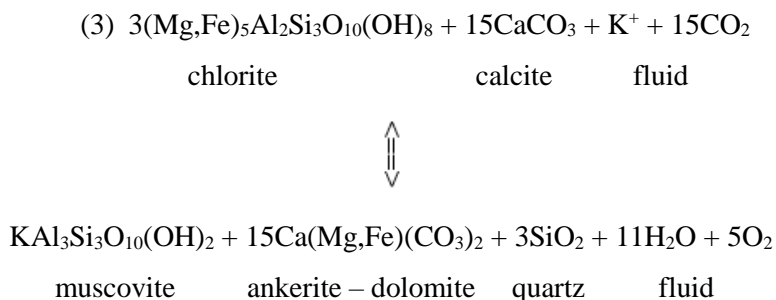 (3) 3(Mg,Fe)₅Al₂Si₃O₁₀(OH)₈ + 15CaCO₃ + K⁺ + 15CO₂
chlorite calcite fluid
KAl₃Si₃O₁₀(OH)₂ + 15Ca(Mg,Fe)(CO₃)₂ + 3SiO₂ + 11H₂O + 5O₂
muscovite ankerite – dolomite quartz fluid